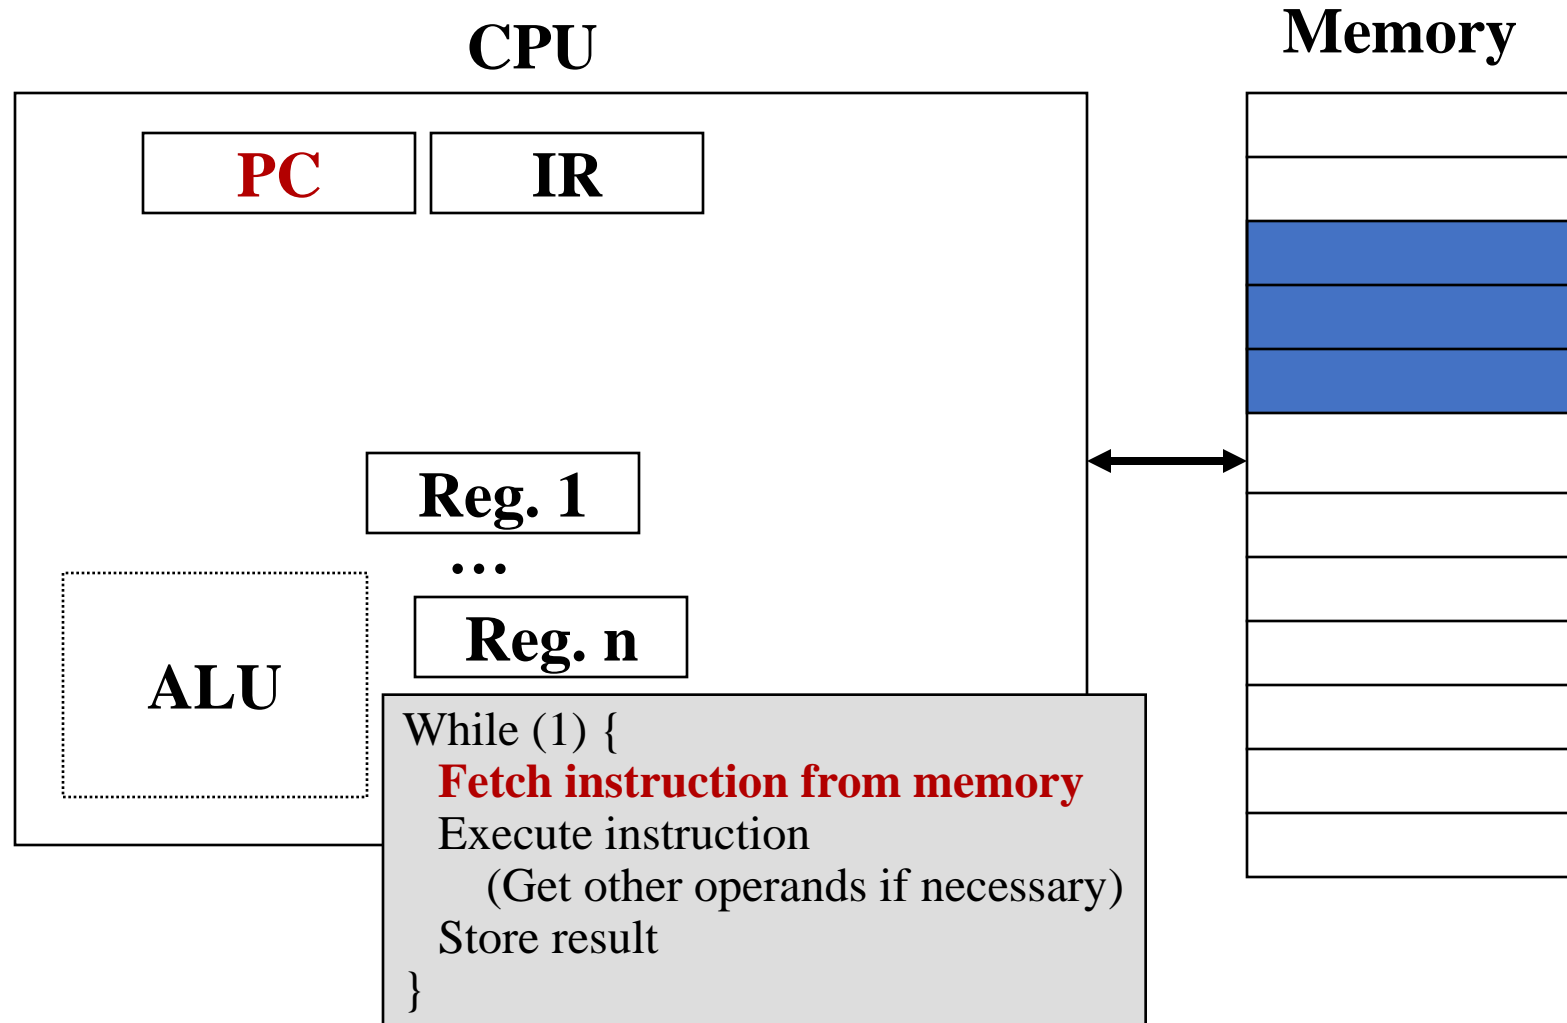 CPU
Memory
PC
IR
Reg. 1
...
Reg. n
ALU
While (1) {
Fetch instruction from memory
Execute instruction
(Get other operands if necessary)
Store result
}